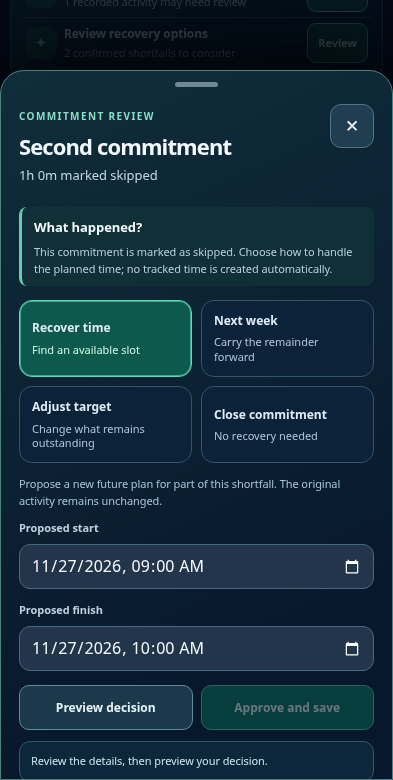 1 recorded activity may need review
Review recovery options
2 confirmed shortfalls to consider
Review
COMMITMENT REVIEW
Second commitment
1h 0m marked skipped
What happened?
This commitment is marked as skipped. Choose how to handle
the planned time; no tracked time is created automatically.
Recover time
Find an available slot
Next week
Carry the remainder
forward
Adjust target
Change what remains
outstanding
Close commitment
No recovery needed
Propose a new future plan for part of this shortfall. The original
activity remains unchanged.
Proposed start
11/27/2026, 09:00 AM
Proposed finish
11/27/2026, 10:00 AM
Preview decision
Approve and save
Review the details, then preview your decision.